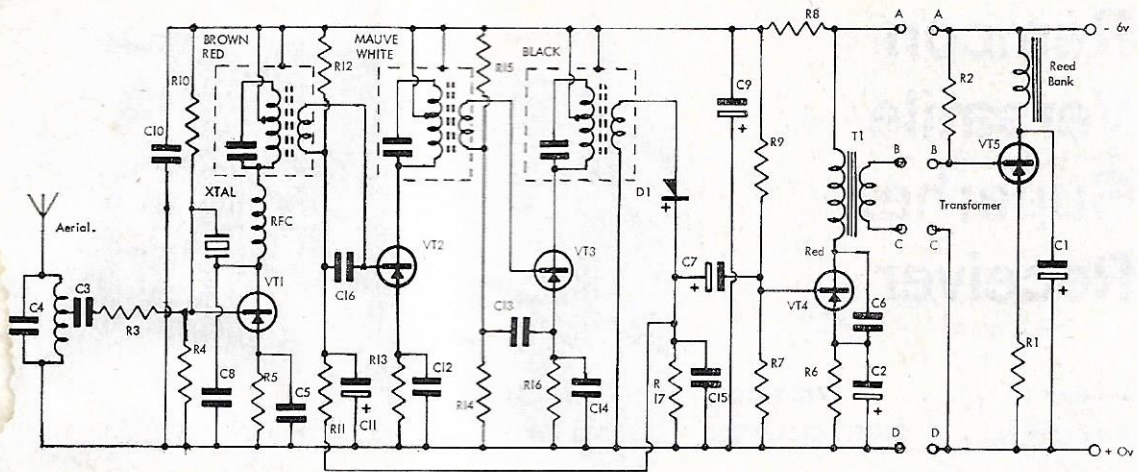 R8
A
A
- 6v
BROWN
RED
MAUVE
WHITE
BLACK
R10
R12
R15
C9
R2
Reed
Bank
C10
R9
T1
VT5
XTAL
B
B
D1
RFC
Transformer
Aerial.
VT2
VT3
C
C
Red
C1
VT1
C16
C7
C4
C3
VT4
C13
C6
R3
R4
C8
R13
C12
R7
R1
R5
C5
R16
R
17
R6
C2
R14
C14
C15
R11
C11
D
D
+ Ov